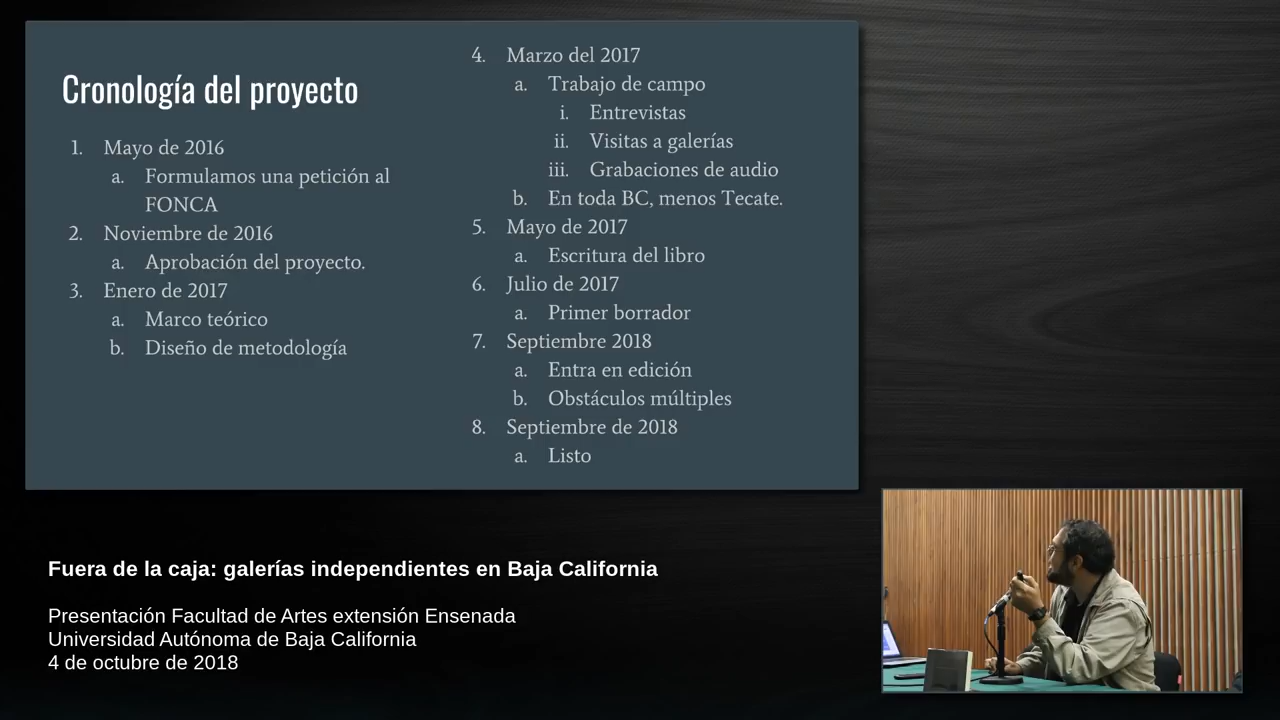 Cronología del proyecto
1. Mayo de 2016
a. Formulamos una petición al
FONCA
2. Noviembre de 2016
a. Aprobación del proyecto.
3. Enero de 2017
a. Marco teórico
b. Diseño de metodología
4. Marzo del 2017
a. Trabajo de campo
i. Entrevistas
ii. Visitas a galerías
iii. Grabaciones de audio
b. En toda BC, menos Tecate.
5. Mayo de 2017
a. Escritura del libro
6. Julio de 2017
a. Primer borrador
7. Septiembre 2018
a. Entra en edición
b. Obstáculos múltiples
8. Septiembre de 2018
a. Listo
Fuera de la caja: galerías independientes en Baja California
Presentación Facultad de Artes extensión Ensenada
Universidad Autónoma de Baja California
4 de octubre de 2018